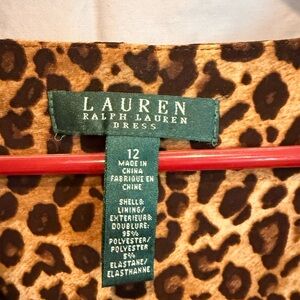 LAUREN
RALPH LAUREN
DRESS
12
MADE IN
CHINA
FABRIQUE EN
CHINE
SHELL&
LINING/
EXTERIEUR&
DOUBLURE:
95%
POLYESTER/
POLYESTER
5%
ELASTANE/
ELASTHANNE